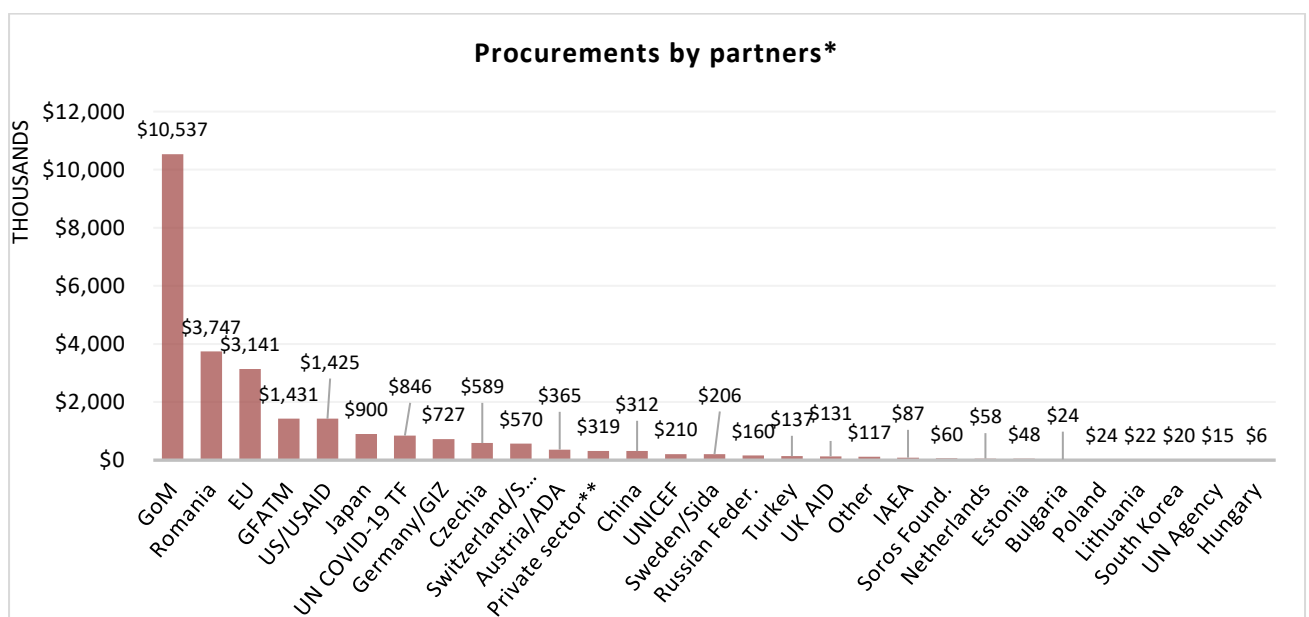 Procurements by partners*
THOUSANDS
$12,000
$10,000
$8,000
$6,000
$4,000
$2,000
$0
$10,537
$3,747
$3,141
$1,431
$1,425
$900
$846
$727
$589
$570
$365
$319
$312
$210
$206
$160
$137
$131
$117
$87
$60
$58
$48
$24
$24
$22
$20
$15
$6
GoM
Romania
EU
GFATM
US/USAID
Japan
UN COVID-19 TF
Germany/GIZ
Czechia
Switzerland/S...
Austria/ADA
Private sector**
China
UNICEF
Sweden/Sida
Russian Feder.
Turkey
UK AID
Other
IAEA
Soros Found.
Netherlands
Estonia
Bulgaria
Poland
Lithuania
South Korea
UN Agency
Hungary